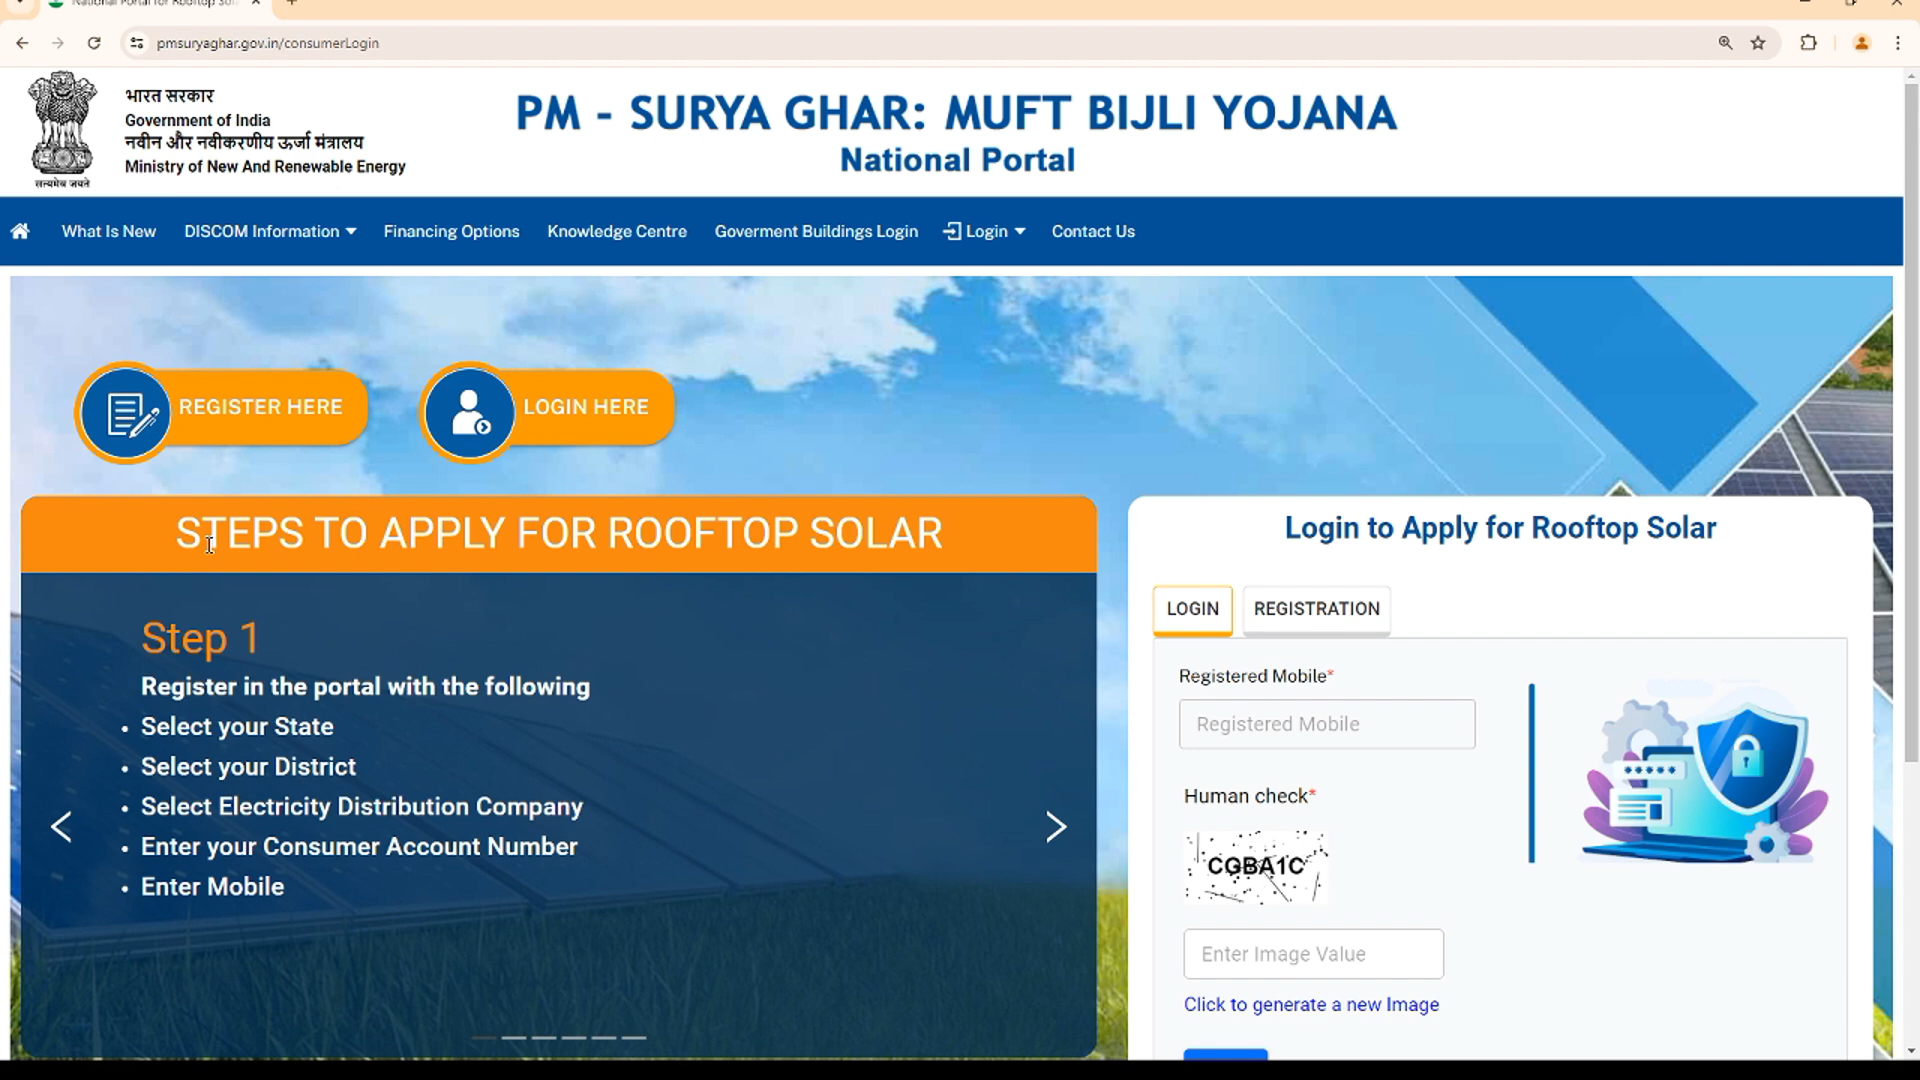 pmsuryaghar.gov.in/consumerLogin
भारत सरकार
Government of India
नवीन और नवीकरणीय ऊर्जा मंत्रालय
Ministry of New And Renewable Energy
सत्यमेव जयते
PM - SURYA GHAR: MUFT BIJLI YOJANA
National Portal
What Is New
DISCOM Information
Financing Options
Knowledge Centre
Goverment Buildings Login
Login
Contact Us
REGISTER HERE
LOGIN HERE
STEPS TO APPLY FOR ROOFTOP SOLAR
Step 1
Register in the portal with the following
• Select your State
• Select your District
• Select Electricity Distribution Company
• Enter your Consumer Account Number
• Enter Mobile
Login to Apply for Rooftop Solar
LOGIN
REGISTRATION
Registered Mobile*
Registered Mobile
Human check*
CGBA1C
Enter Image Value
Click to generate a new Image